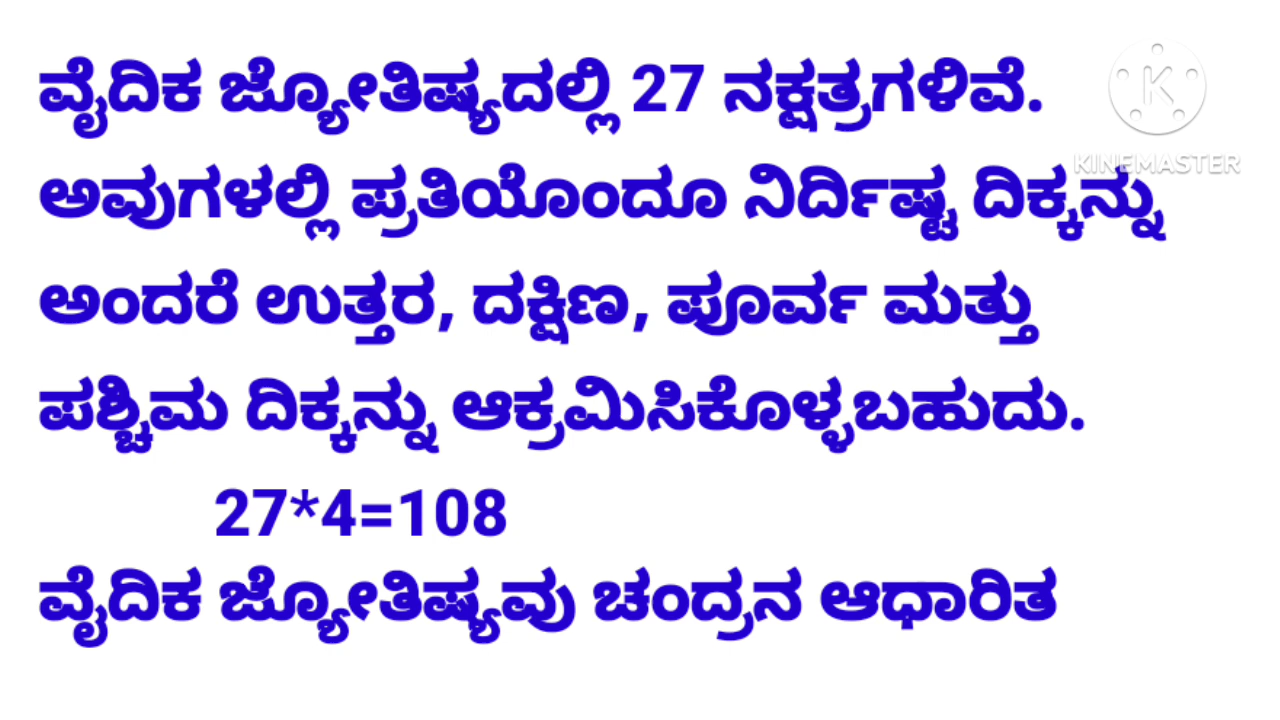 ವೈದಿಕ ಜ್ಯೋತಿಷ್ಯದಲ್ಲಿ 27 ನಕ್ಷತ್ರಗಳಿವೆ.
KINEMASTER
ಅವುಗಳಲ್ಲಿ ಪ್ರತಿಯೊಂದೂ ನಿರ್ದಿಷ್ಟ ದಿಕ್ಕನ್ನು
ಅಂದರೆ ಉತ್ತರ, ದಕ್ಷಿಣ, ಪೂರ್ವ ಮತ್ತು
ಪಶ್ಚಿಮ ದಿಕ್ಕನ್ನು ಆಕ್ರಮಿಸಿಕೊಳ್ಳಬಹುದು.
27*4=108
ವೈದಿಕ ಜ್ಯೋತಿಷ್ಯವು ಚಂದ್ರನ ಆಧಾರಿತ